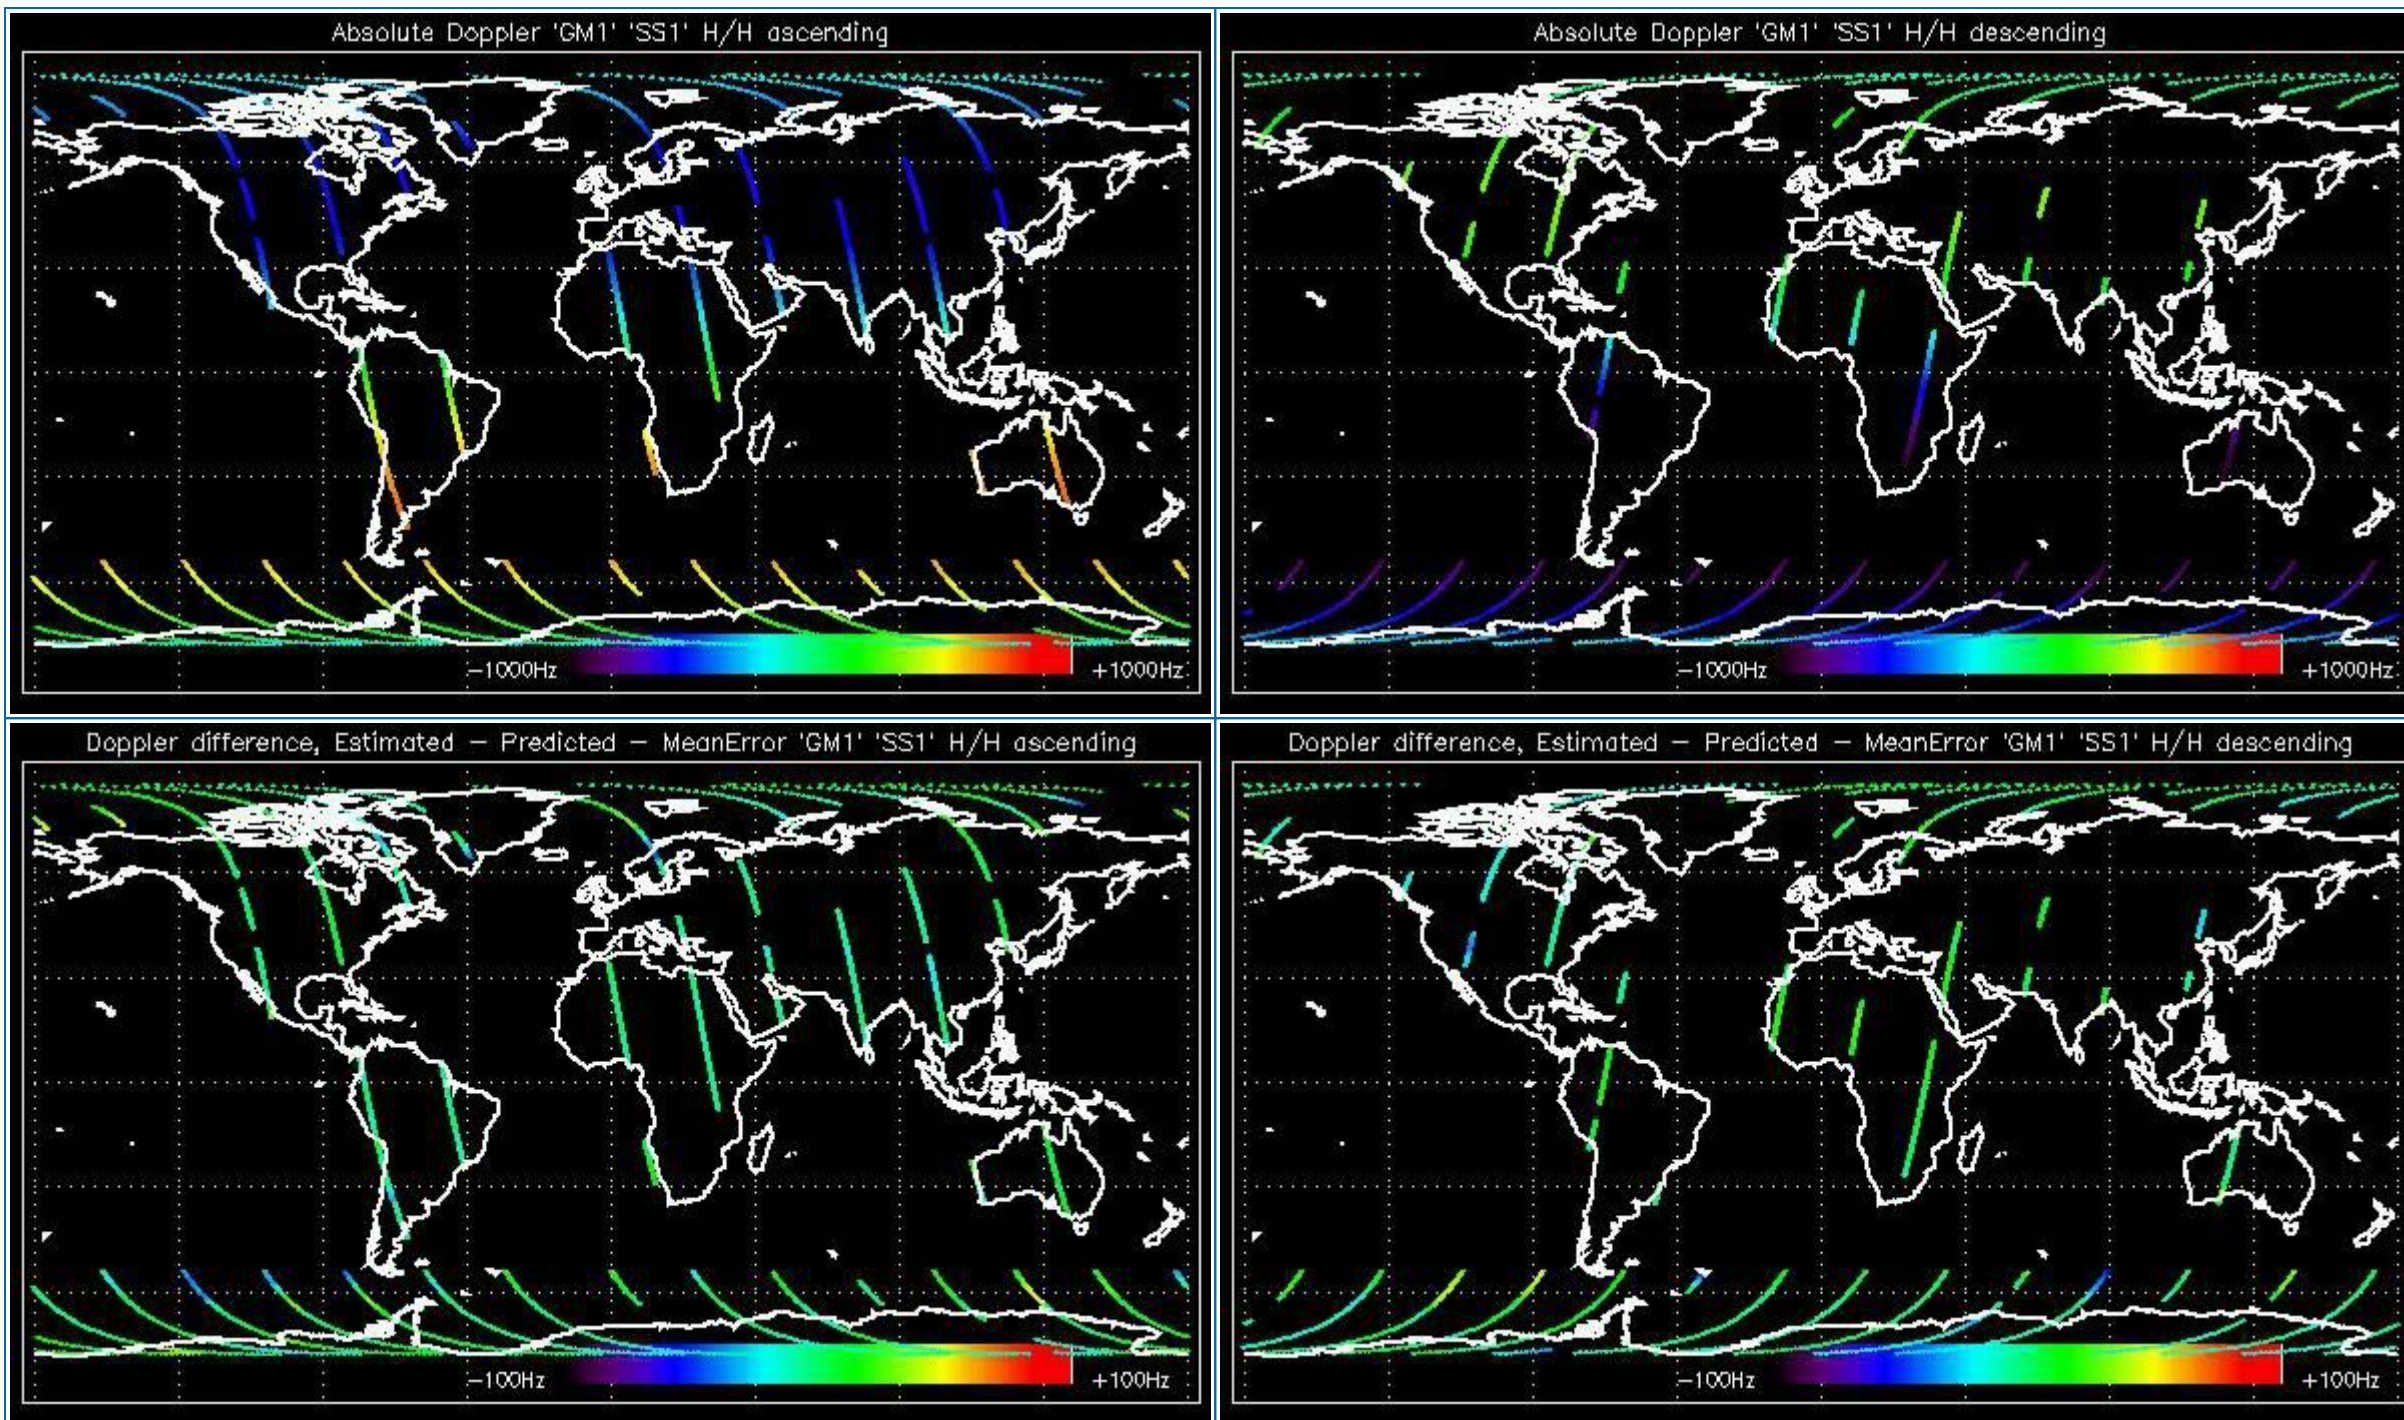 Absolute Doppler 'GM1' 'SS1' H/H ascending
−1000Hz
+1000Hz
Absolute Doppler 'GM1' 'SS1' H/H descending
−1000Hz
+1000Hz
Doppler difference, Estimated − Predicted − MeanError 'GM1' 'SS1' H/H ascending
−100Hz
+100Hz
Doppler difference, Estimated − Predicted − MeanError 'GM1' 'SS1' H/H descending
−100Hz
+100Hz